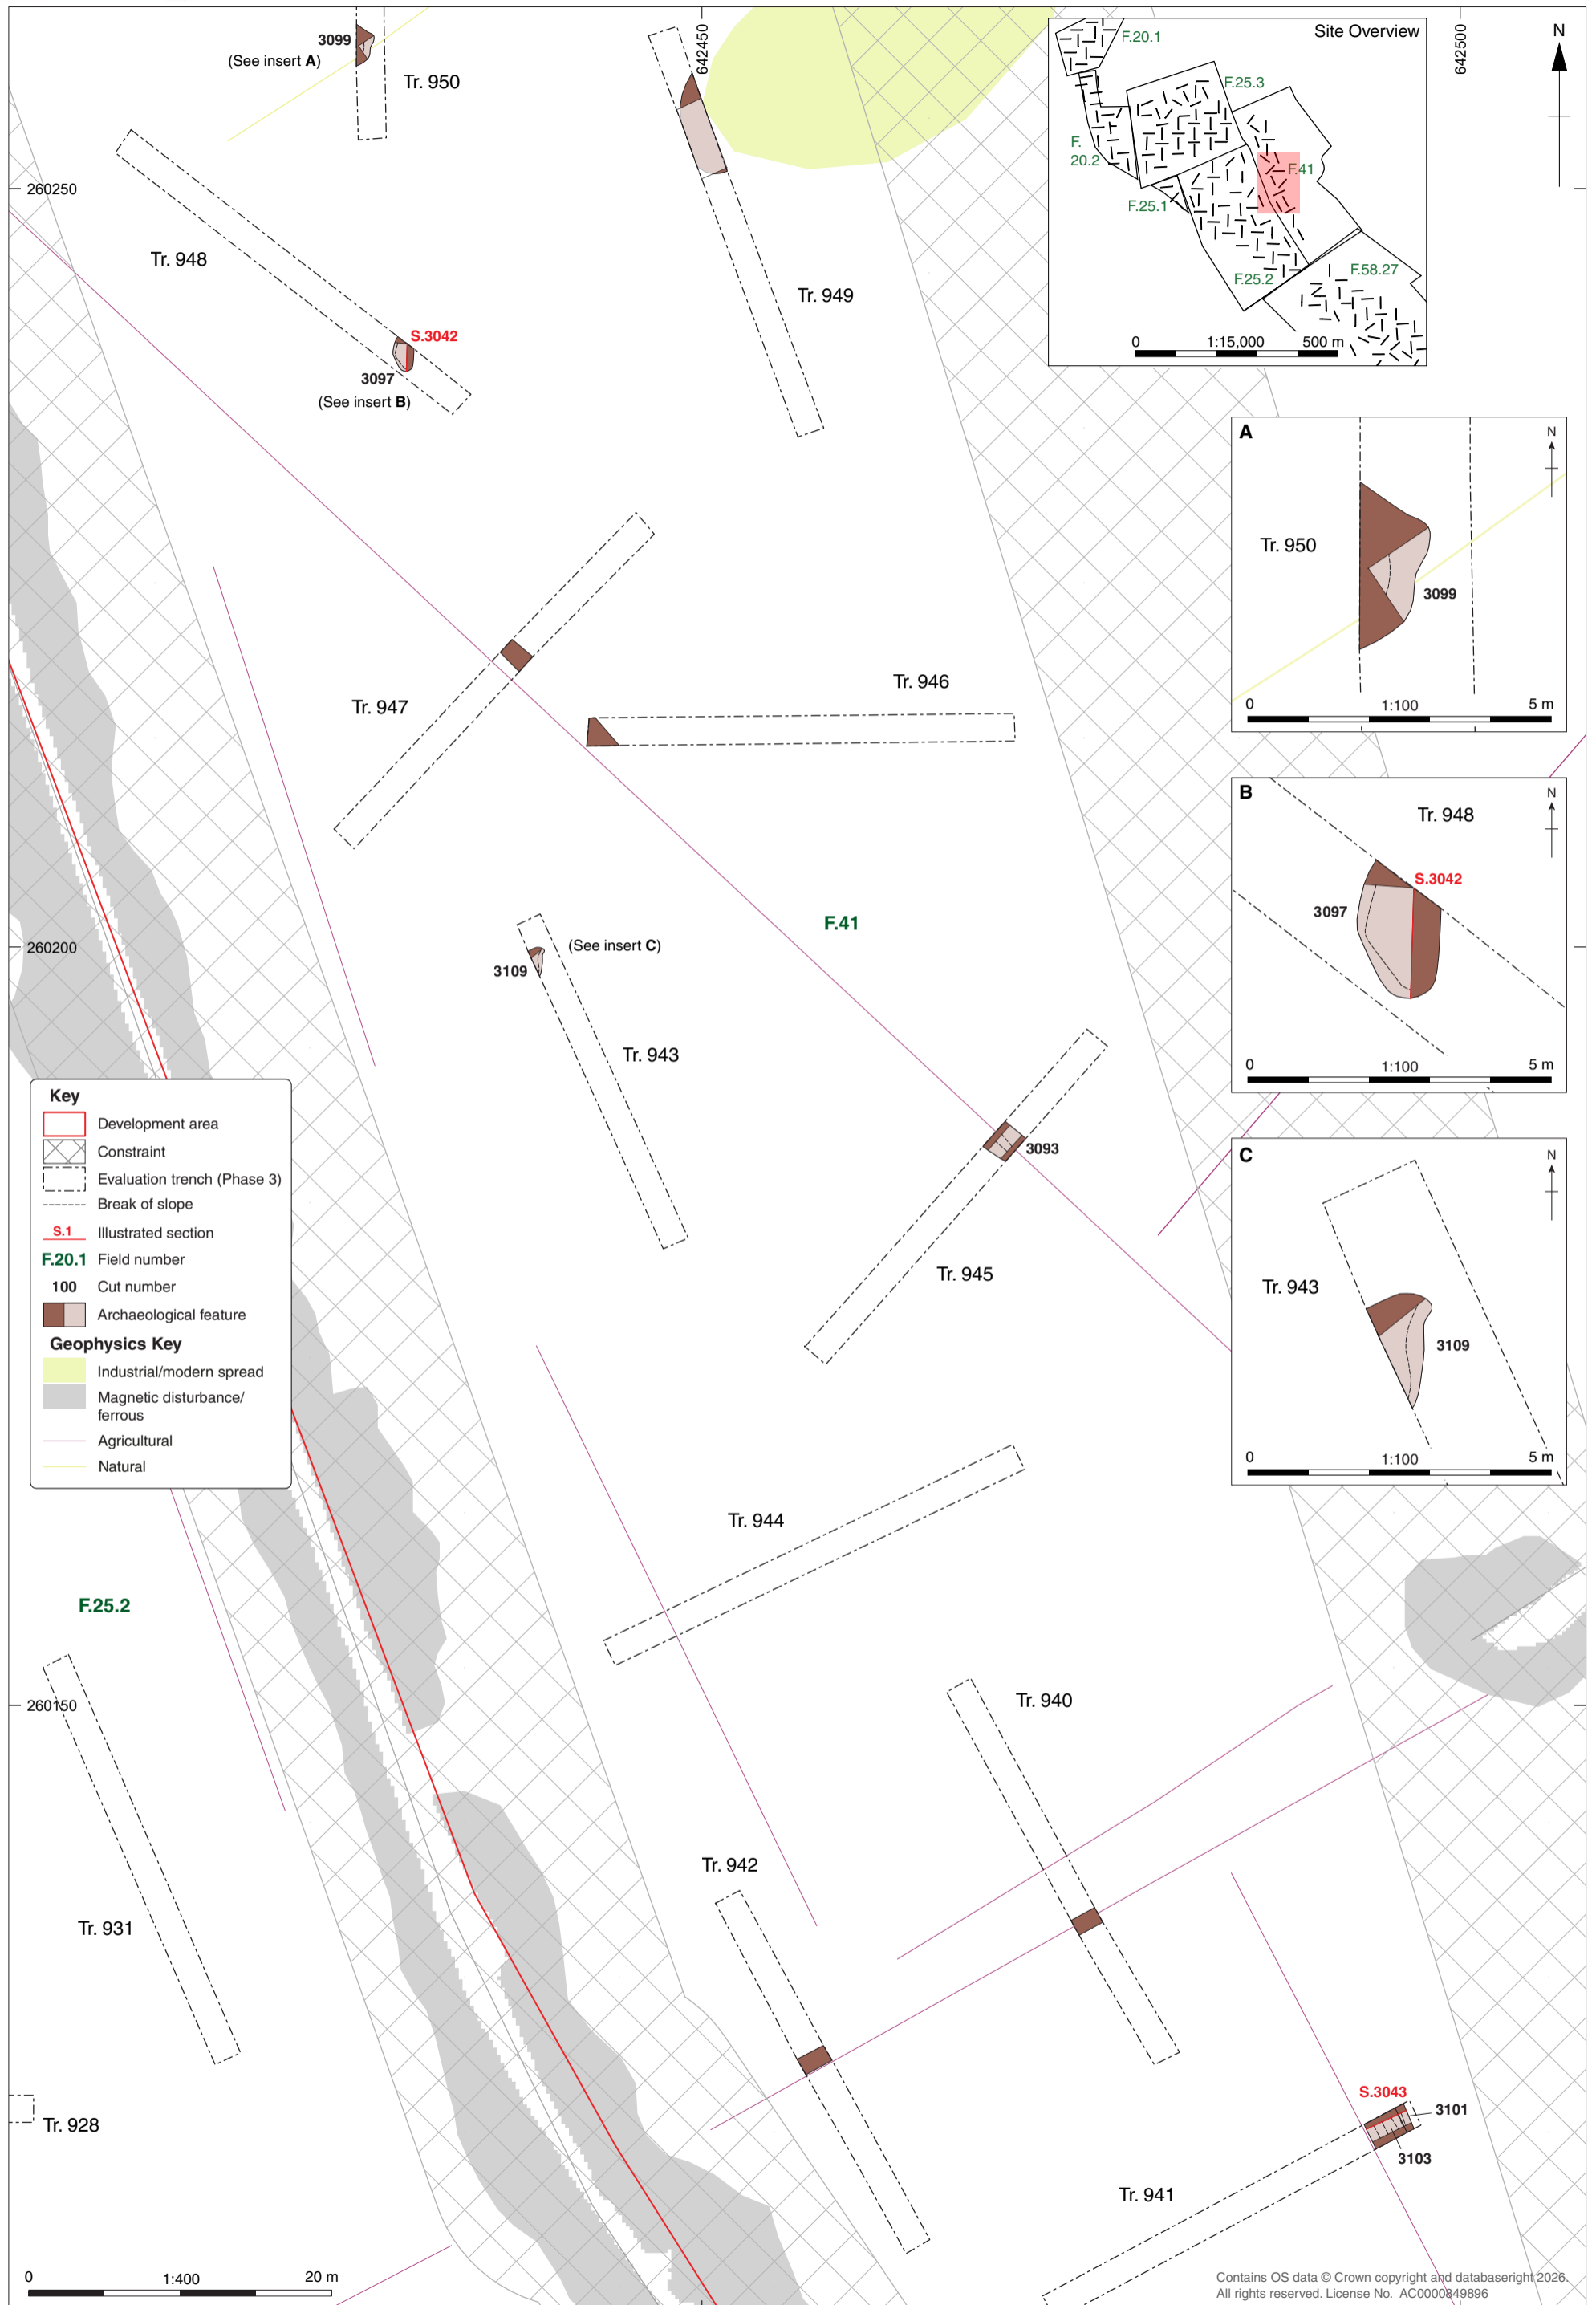 3099
(See insert A)
Tr. 950
642450
642500
N
Site Overview
F.20.1
F.25.3
F.
20.2
F.41
F.25.1
F.25.2
F.58.27
0 1:15,000 500 m
260250
Tr. 948
S.3042
3097
(See insert B)
Tr. 949
A
N
Tr. 950
3099
0 1:100 5 m
Tr. 947
Tr. 946
B
N
Tr. 948
S.3042
3097
0 1:100 5 m
260200
3109
(See insert C)
F.41
Tr. 943
3093
Tr. 945
C
N
Tr. 943
3109
0 1:100 5 m
Key
Development area
Constraint
Evaluation trench (Phase 3)
Break of slope
S.1 Illustrated section
F.20.1 Field number
100 Cut number
Archaeological feature
Geophysics Key
Industrial/modern spread
Magnetic disturbance/
ferrous
Agricultural
Natural
Tr. 944
F.25.2
260150
Tr. 940
Tr. 942
Tr. 931
Tr. 928
S.3043
3101
3103
Tr. 941
0 1:400 20 m
Contains OS data © Crown copyright and databaseright 2026.
All rights reserved. License No. AC0000849896